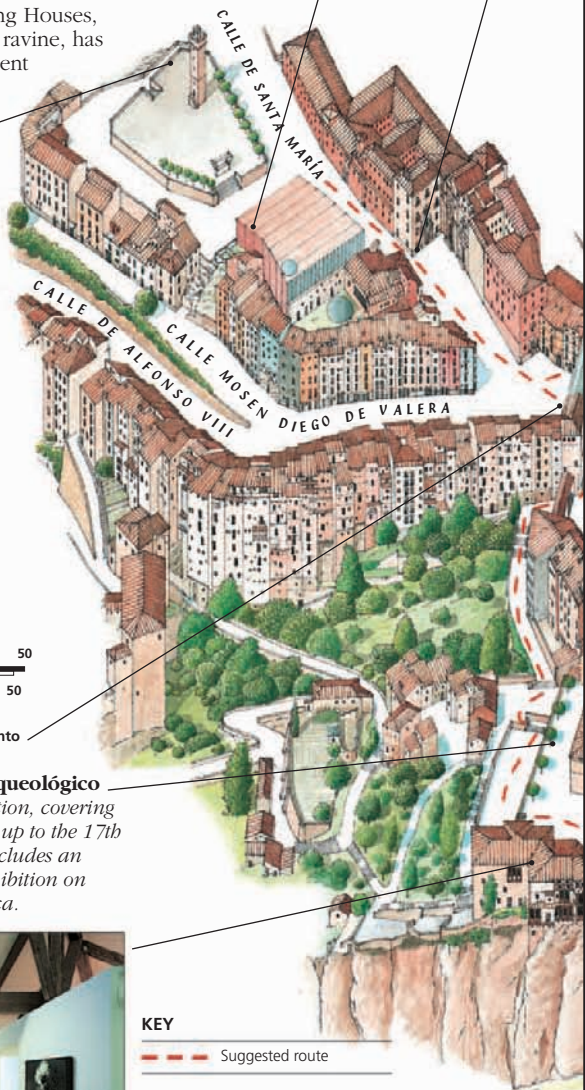 ng Houses,
ravine, has
ent
CALLE DE SANTA MARÍA
CALLE DE ALFONSO VIII
CALLE MOSEN DIEGO DE VALERA
50
50
nto
queológico
tion, covering
up to the 17th
cludes an
ibition on
ca.
KEY
Suggested route